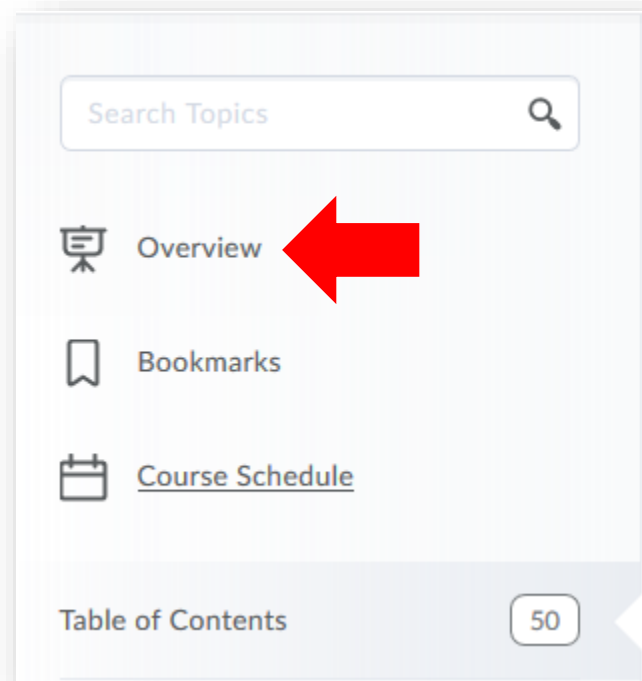 Search Topics
Overview
Bookmarks
Course Schedule
Table of Contents 50